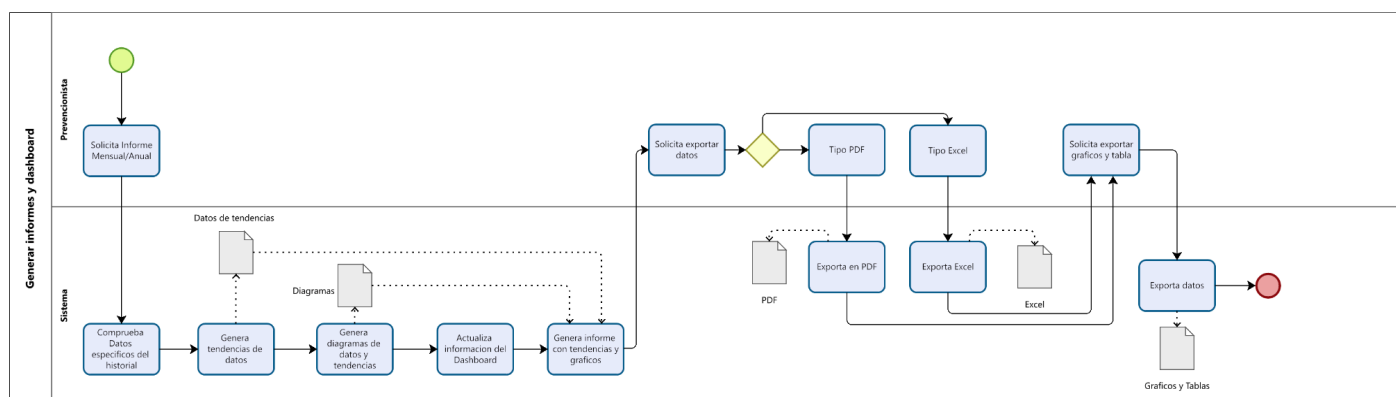 Generar informes y dashboard
Prevencionista
Solicita Informe
Mensual/Anual
Solicita exportar
datos
Tipo PDF
Tipo Excel
Solicita exportar
graficos y tabla
Sistema
Datos de tendencias
Diagramas
PDF
Exporta en PDF
Exporta Excel
Excel
Exporta datos
Graficos y Tablas
Comprueba
Datos
especificos del
historial
Genera
tendencias de
datos
Genera
diagramas de
datos y
tendencias
Actualiza
informacion del
Dashboard
Genera informe
con tendencias y
graficos